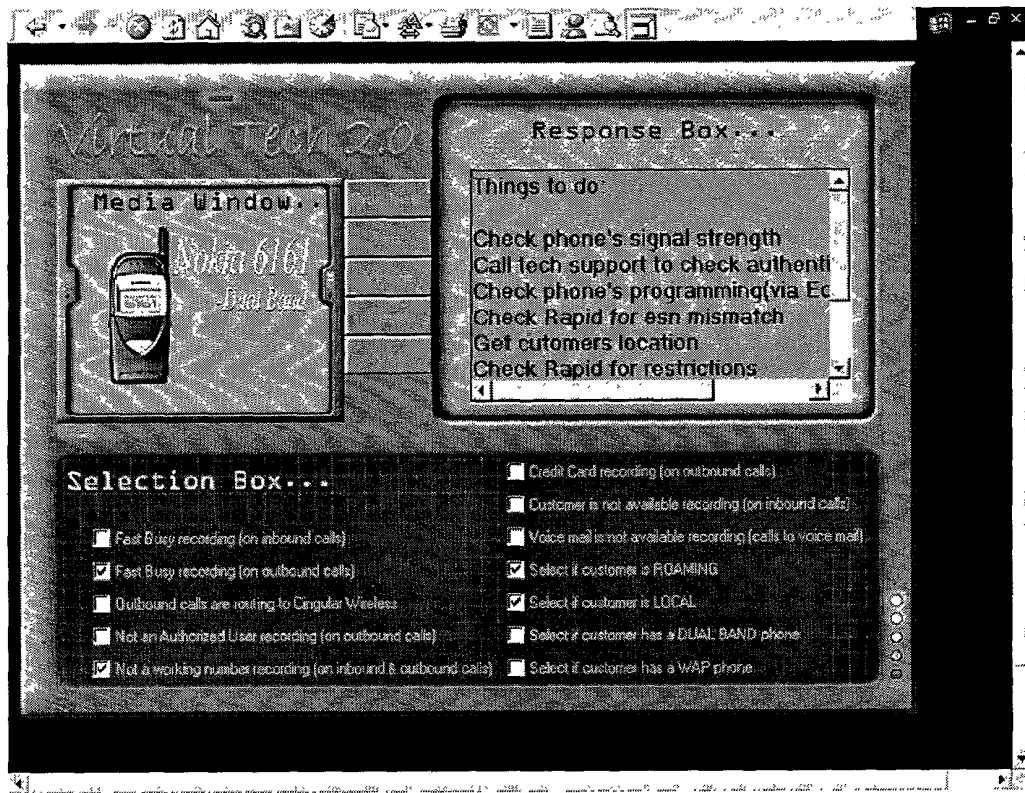 Virtual Tech 2.0
Media Window..
Nokia 6161
-Dual Band
Response Box...
Things to do:
Check phone's signal strength
Call tech support to check authenti
Check phone's programming(via Ec
Check Rapid for esn mismatch
Get cutomers location
Check Rapid for restrictions
Selection Box...
Fast Busy recording (on inbound calls)
Fast Busy recording (on outbound calls)
Outbound calls are routing to Cingular Wireless
Not an Authorized User recording (on outbound calls)
Not a working number recording (on inbound & outbound calls)
Credit Card recording (on outbound calls)
Customer is not available recording (on inbound calls)
Voice mail is not available recording (calls to voice mail)
Select if customer is ROAMING
Select if customer is LOCAL
Select if customer has a DUAL BAND phone
Select if customer has a WAP phone